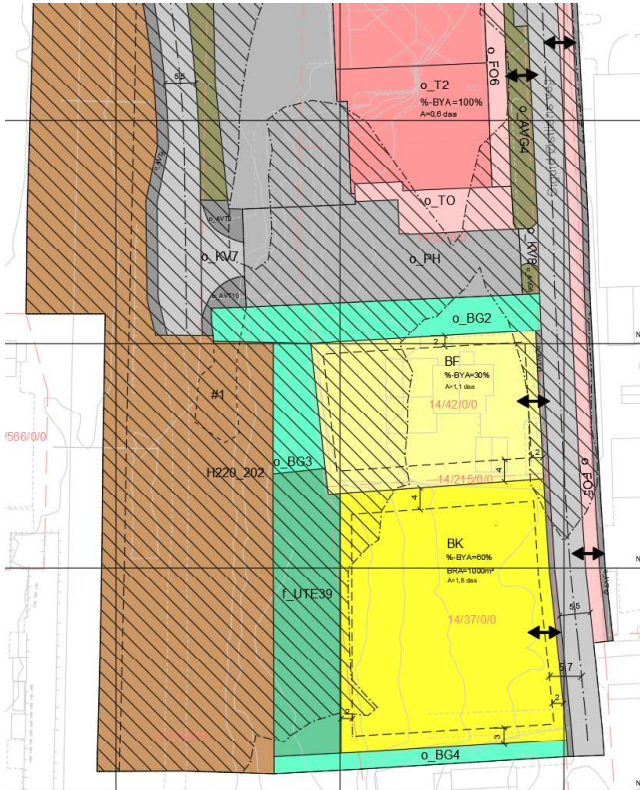 5,5
o_FO6
o_T2
%-BYA=100%
A=0,6 daa
o_AVG4
o_TO
o_KV7
o_AVT10
o_PH
o_KV8
o_BG2
2
BF
%-BYA=30%
A=1,1 daa
14/42/0/0
#1
/566/0/0
H220_202
o_BG3
2
4
14/215/0/0
4
o_FO5
BK
%-BYA=60%
BRA=1000m²
A=1,8 daa
f_UTE39
14/37/0/0
5,5
5,7
2
2
3
o_BG4
N
N
N